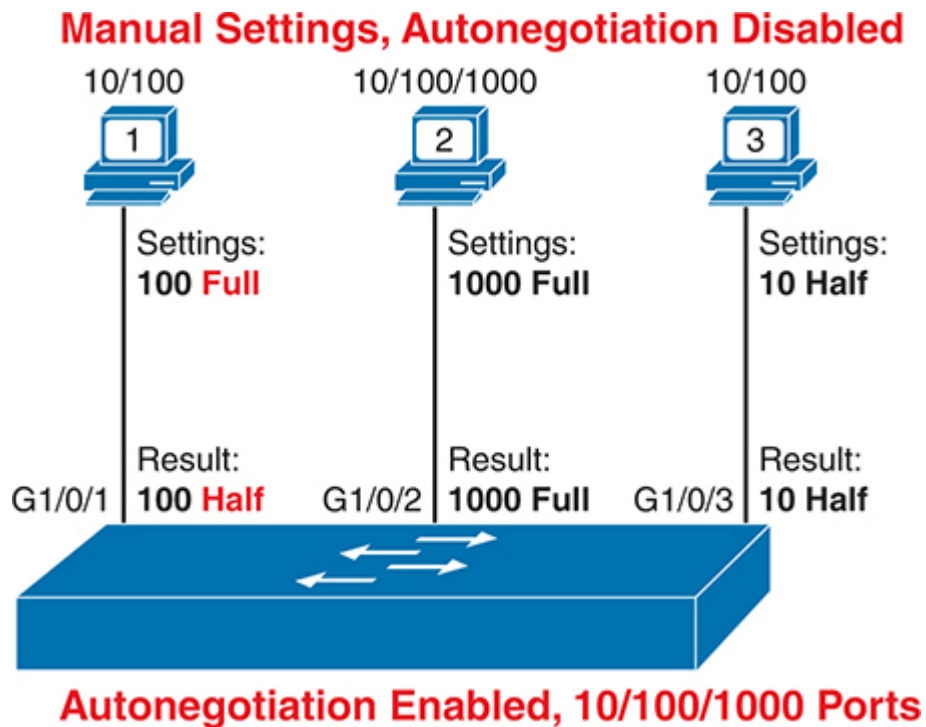 Manual Settings, Autonegotiation Disabled
10/100
10/100/1000
10/100
1
2
3
Settings:
100 Full
Settings:
1000 Full
Settings:
10 Half
G1/0/1
Result:
100 Half
G1/0/2
Result:
1000 Full
G1/0/3
Result:
10 Half
Autonegotiation Enabled, 10/100/1000 Ports